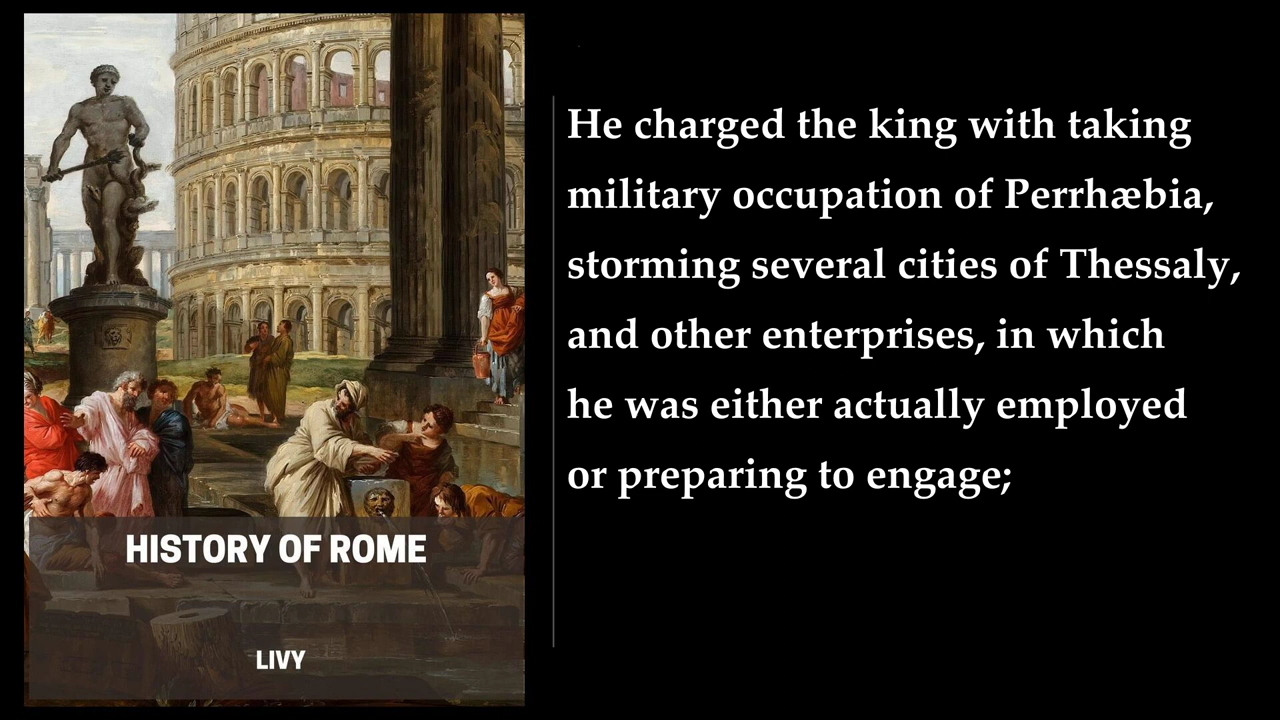 HISTORY OF ROME
LIVY
He charged the king with taking
military occupation of Perrhæbia,
storming several cities of Thessaly,
and other enterprises, in which
he was either actually employed
or preparing to engage;